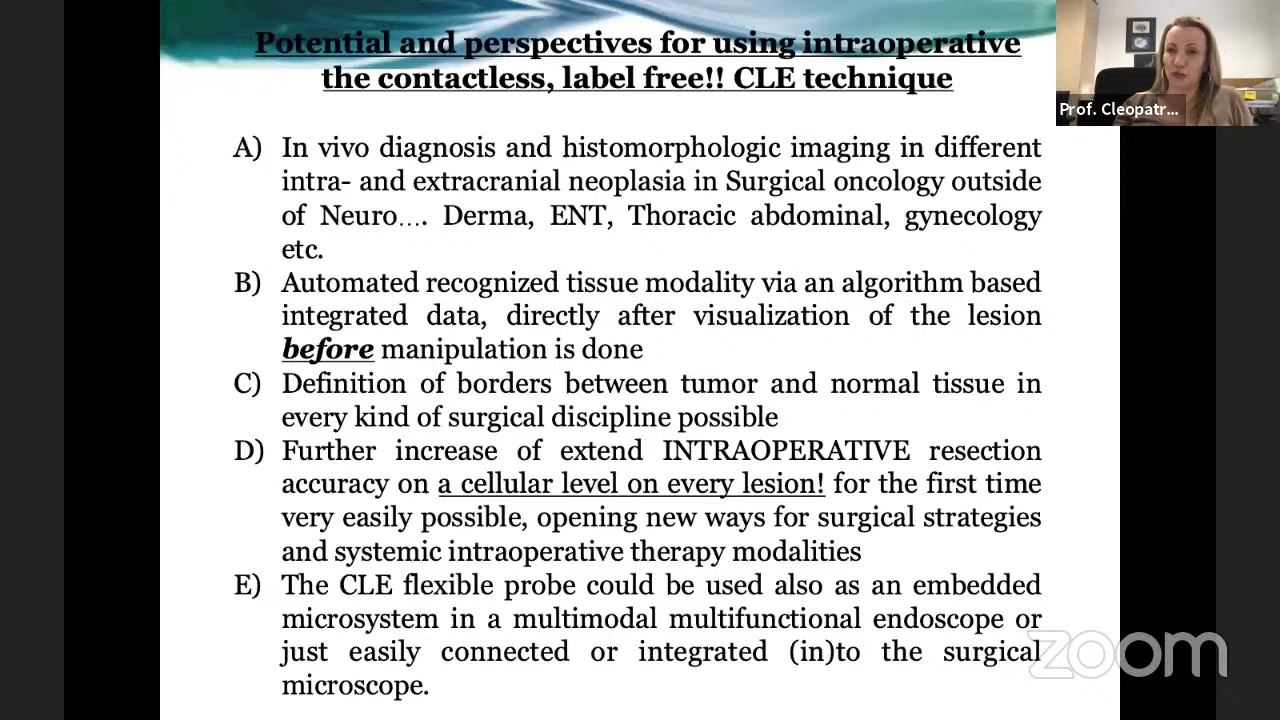 Potential and perspectives for using intraoperative
the contactless, label free!! CLE technique
Prof. Cleopatr...
A) In vivo diagnosis and histomorphologic imaging in different
intra- and extracranial neoplasia in Surgical oncology outside
of Neuro…. Derma, ENT, Thoracic abdominal, gynecology
etc.
B) Automated recognized tissue modality via an algorithm based
integrated data, directly after visualization of the lesion
before manipulation is done
C) Definition of borders between tumor and normal tissue in
every kind of surgical discipline possible
D) Further increase of extend INTRAOPERATIVE resection
accuracy on a cellular level on every lesion! for the first time
very easily possible, opening new ways for surgical strategies
and systemic intraoperative therapy modalities
E) The CLE flexible probe could be used also as an embedded
microsystem in a multimodal multifunctional endoscope or
just easily connected or integrated (in)to the surgical
microscope.
zoom